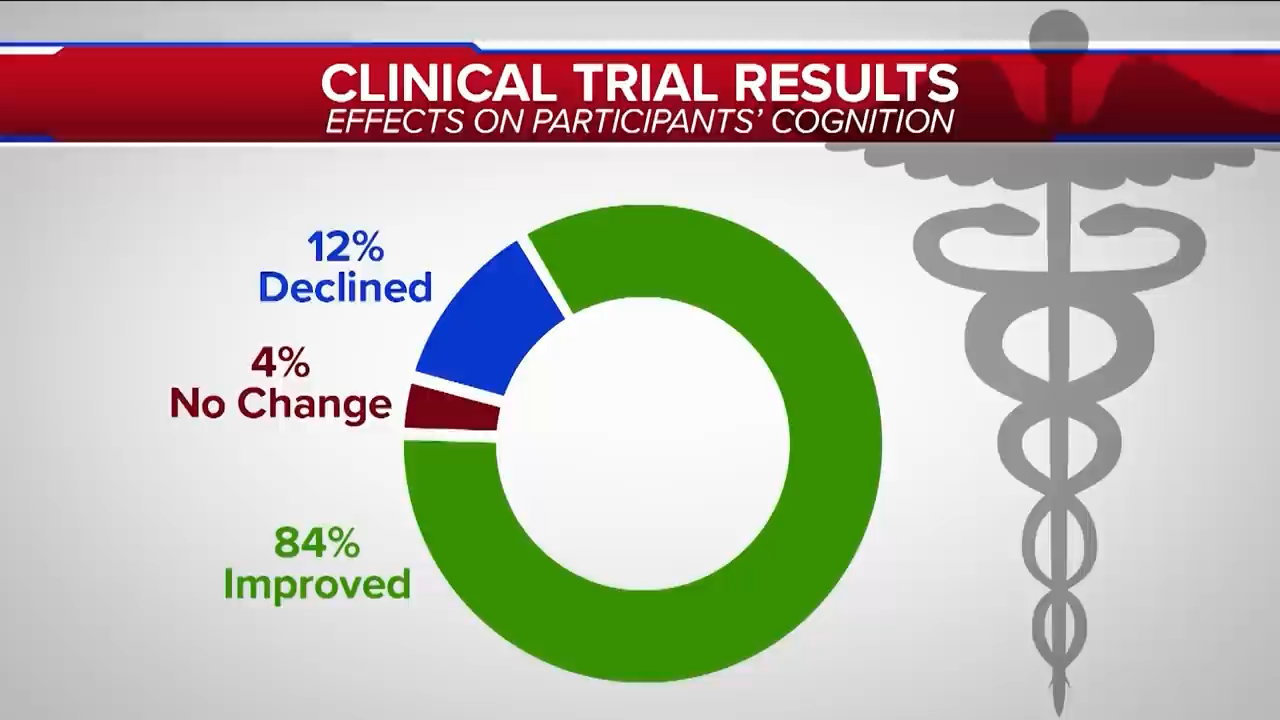 CLINICAL TRIAL RESULTS
EFFECTS ON PARTICIPANTS' COGNITION
12%
Declined
4%
No Change
84%
Improved